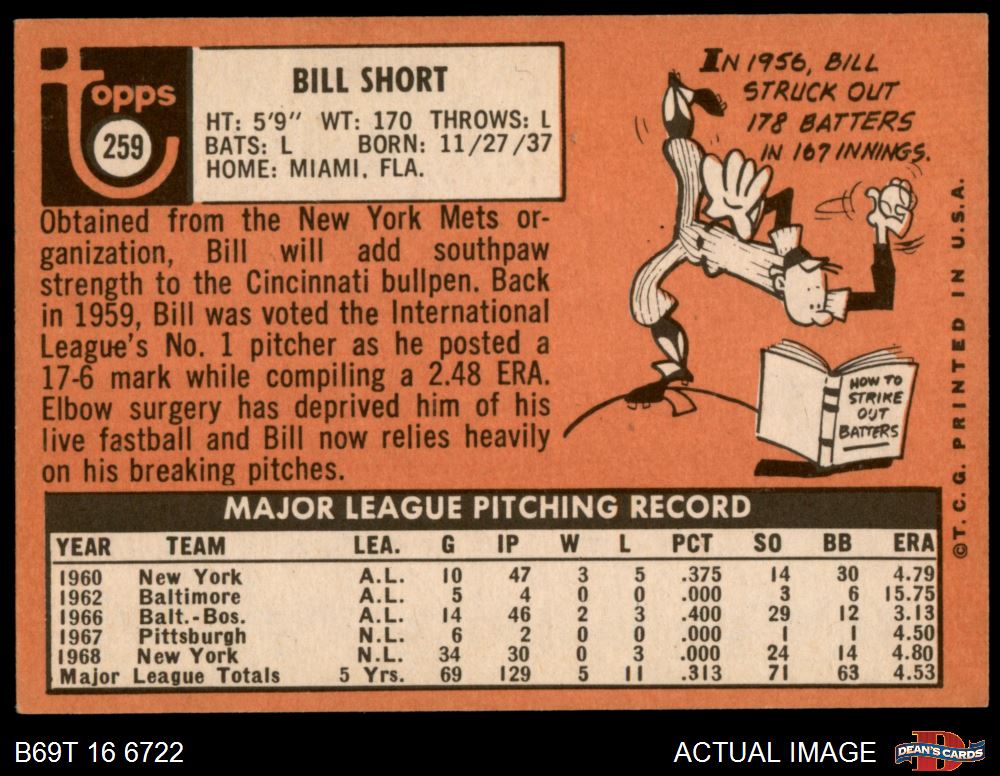 Topps
259
BILL SHORT
HT: 5'9" WT: 170 THROWS: L
BATS: L BORN: 11/27/37
HOME: MIAMI, FLA.
Obtained from the New York Mets or-
ganization, Bill will add southpaw
strength to the Cincinnati bullpen. Back
in 1959, Bill was voted the International
League's No. 1 pitcher as he posted a
17-6 mark while compiling a 2.48 ERA.
Elbow surgery has deprived him of his
live fastball and Bill now relies heavily
on his breaking pitches.
IN 1956, BILL
STRUCK OUT
178 BATTERS
IN 167 INNINGS.
HOW TO
STRIKE
OUT
BATTERS
©T.C.G. PRINTED IN U.S.A.
MAJOR LEAGUE PITCHING RECORD
YEAR TEAM LEA. G IP W L PCT SO BB ERA
1960 New York A.L. 10 47 3 5 .375 14 30 4.79
1962 Baltimore A.L. 5 4 0 0 .000 3 6 15.75
1966 Balt.-Bos. A.L. 14 46 2 3 .400 29 12 3.13
1967 Pittsburgh N.L. 6 2 0 0 .000 1 1 4.50
1968 New York N.L. 34 30 0 3 .000 24 14 4.80
Major League Totals 5 Yrs. 69 129 5 11 .313 71 63 4.53
B69T 16 6722
ACTUAL IMAGE
D
DEAN'S CARDS